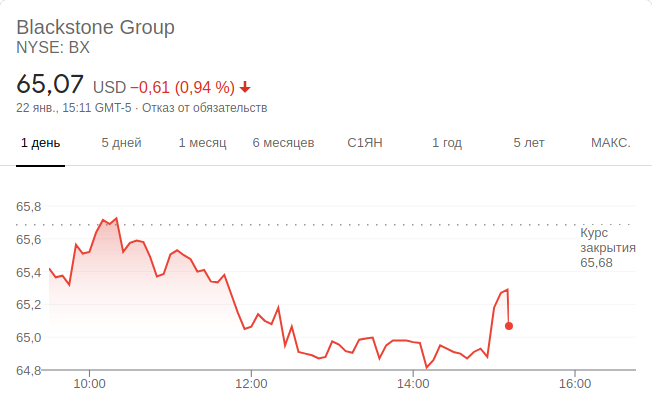 Blackstone Group
NYSE: BX
65,07 USD −0,61 (0,94 %)
22 янв., 15:11 GMT-5 · Отказ от обязательств
1 день 5 дней 1 месяц 6 месяцев С1ЯН 1 год 5 лет МАКС.
65,8
65,6
65,4
65,2
65,0
64,8
Курс
закрытия
65,68
10:00 12:00 14:00 16:00